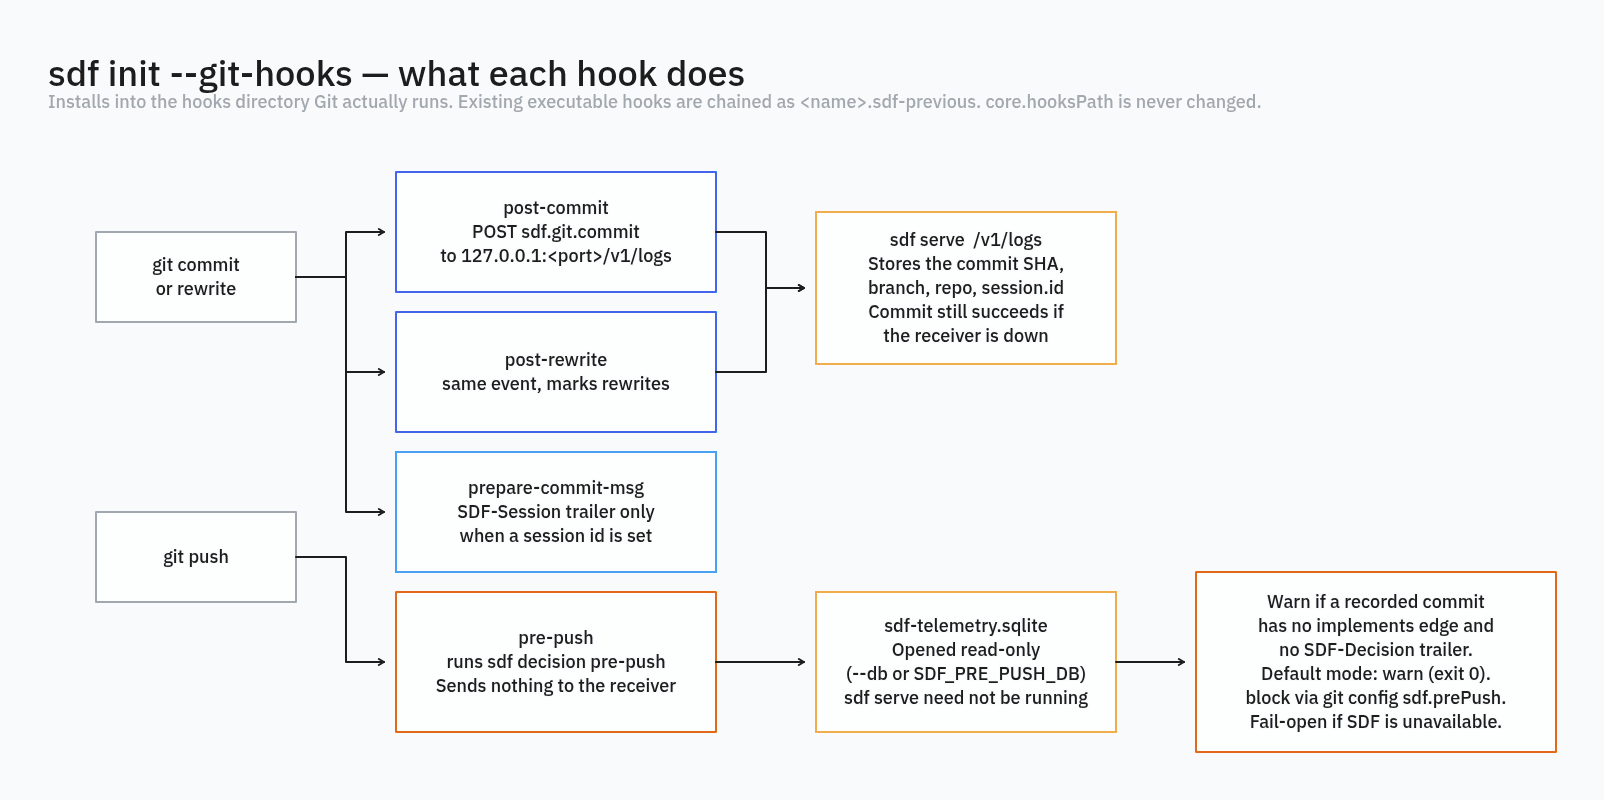 sdf init --git-hooks — what each hook does
Installs into the hooks directory Git actually runs. Existing executable hooks are chained as <name>.sdf-previous. core.hooksPath is never changed.
git commit
or rewrite
post-commit
POST sdf.git.commit
to 127.0.0.1:<port>/v1/logs
sdf serve  /v1/logs
Stores the commit SHA,
branch, repo, session.id
Commit still succeeds if
the receiver is down
post-rewrite
same event, marks rewrites
prepare-commit-msg
SDF-Session trailer only
when a session id is set
git push
pre-push
runs sdf decision pre-push
Sends nothing to the receiver
sdf-telemetry.sqlite
Opened read-only
(--db or SDF_PRE_PUSH_DB)
sdf serve need not be running
Warn if a recorded commit
has no implements edge and
no SDF-Decision trailer.
Default mode: warn (exit 0).
block via git config sdf.prePush.
Fail-open if SDF is unavailable.